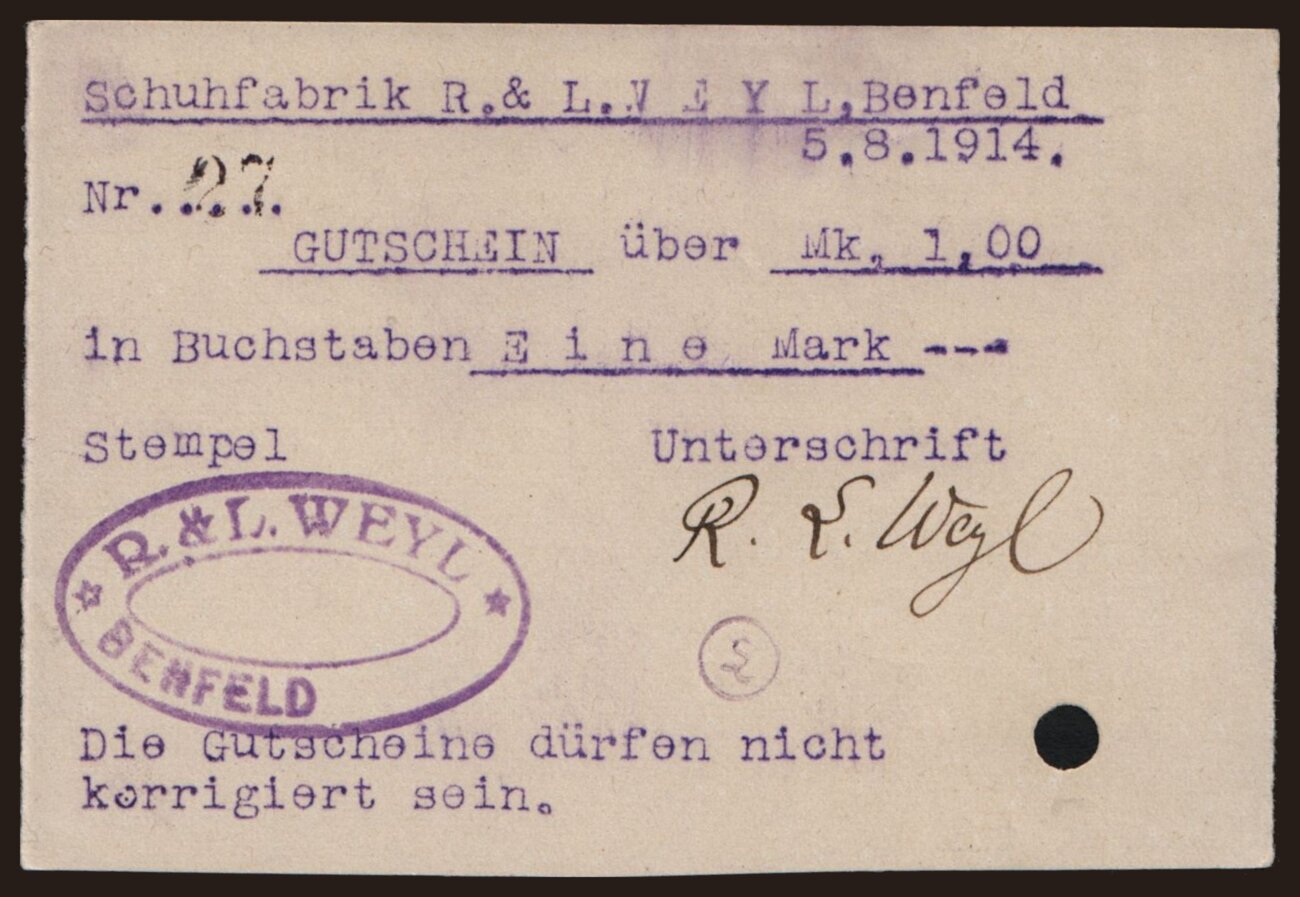 Schuhfabrik R.& L.W E Y L,Benfeld
5.8.1914.
Nr. 27
GUTSCHEIN über Mk, 1,00
in Buchstaben E i n e Mark ---
Stempel Unterschrift
R. & L. WEYL
BENFELD
R. L. Weyl
Die Gutscheine dürfen nicht
korrigiert sein.